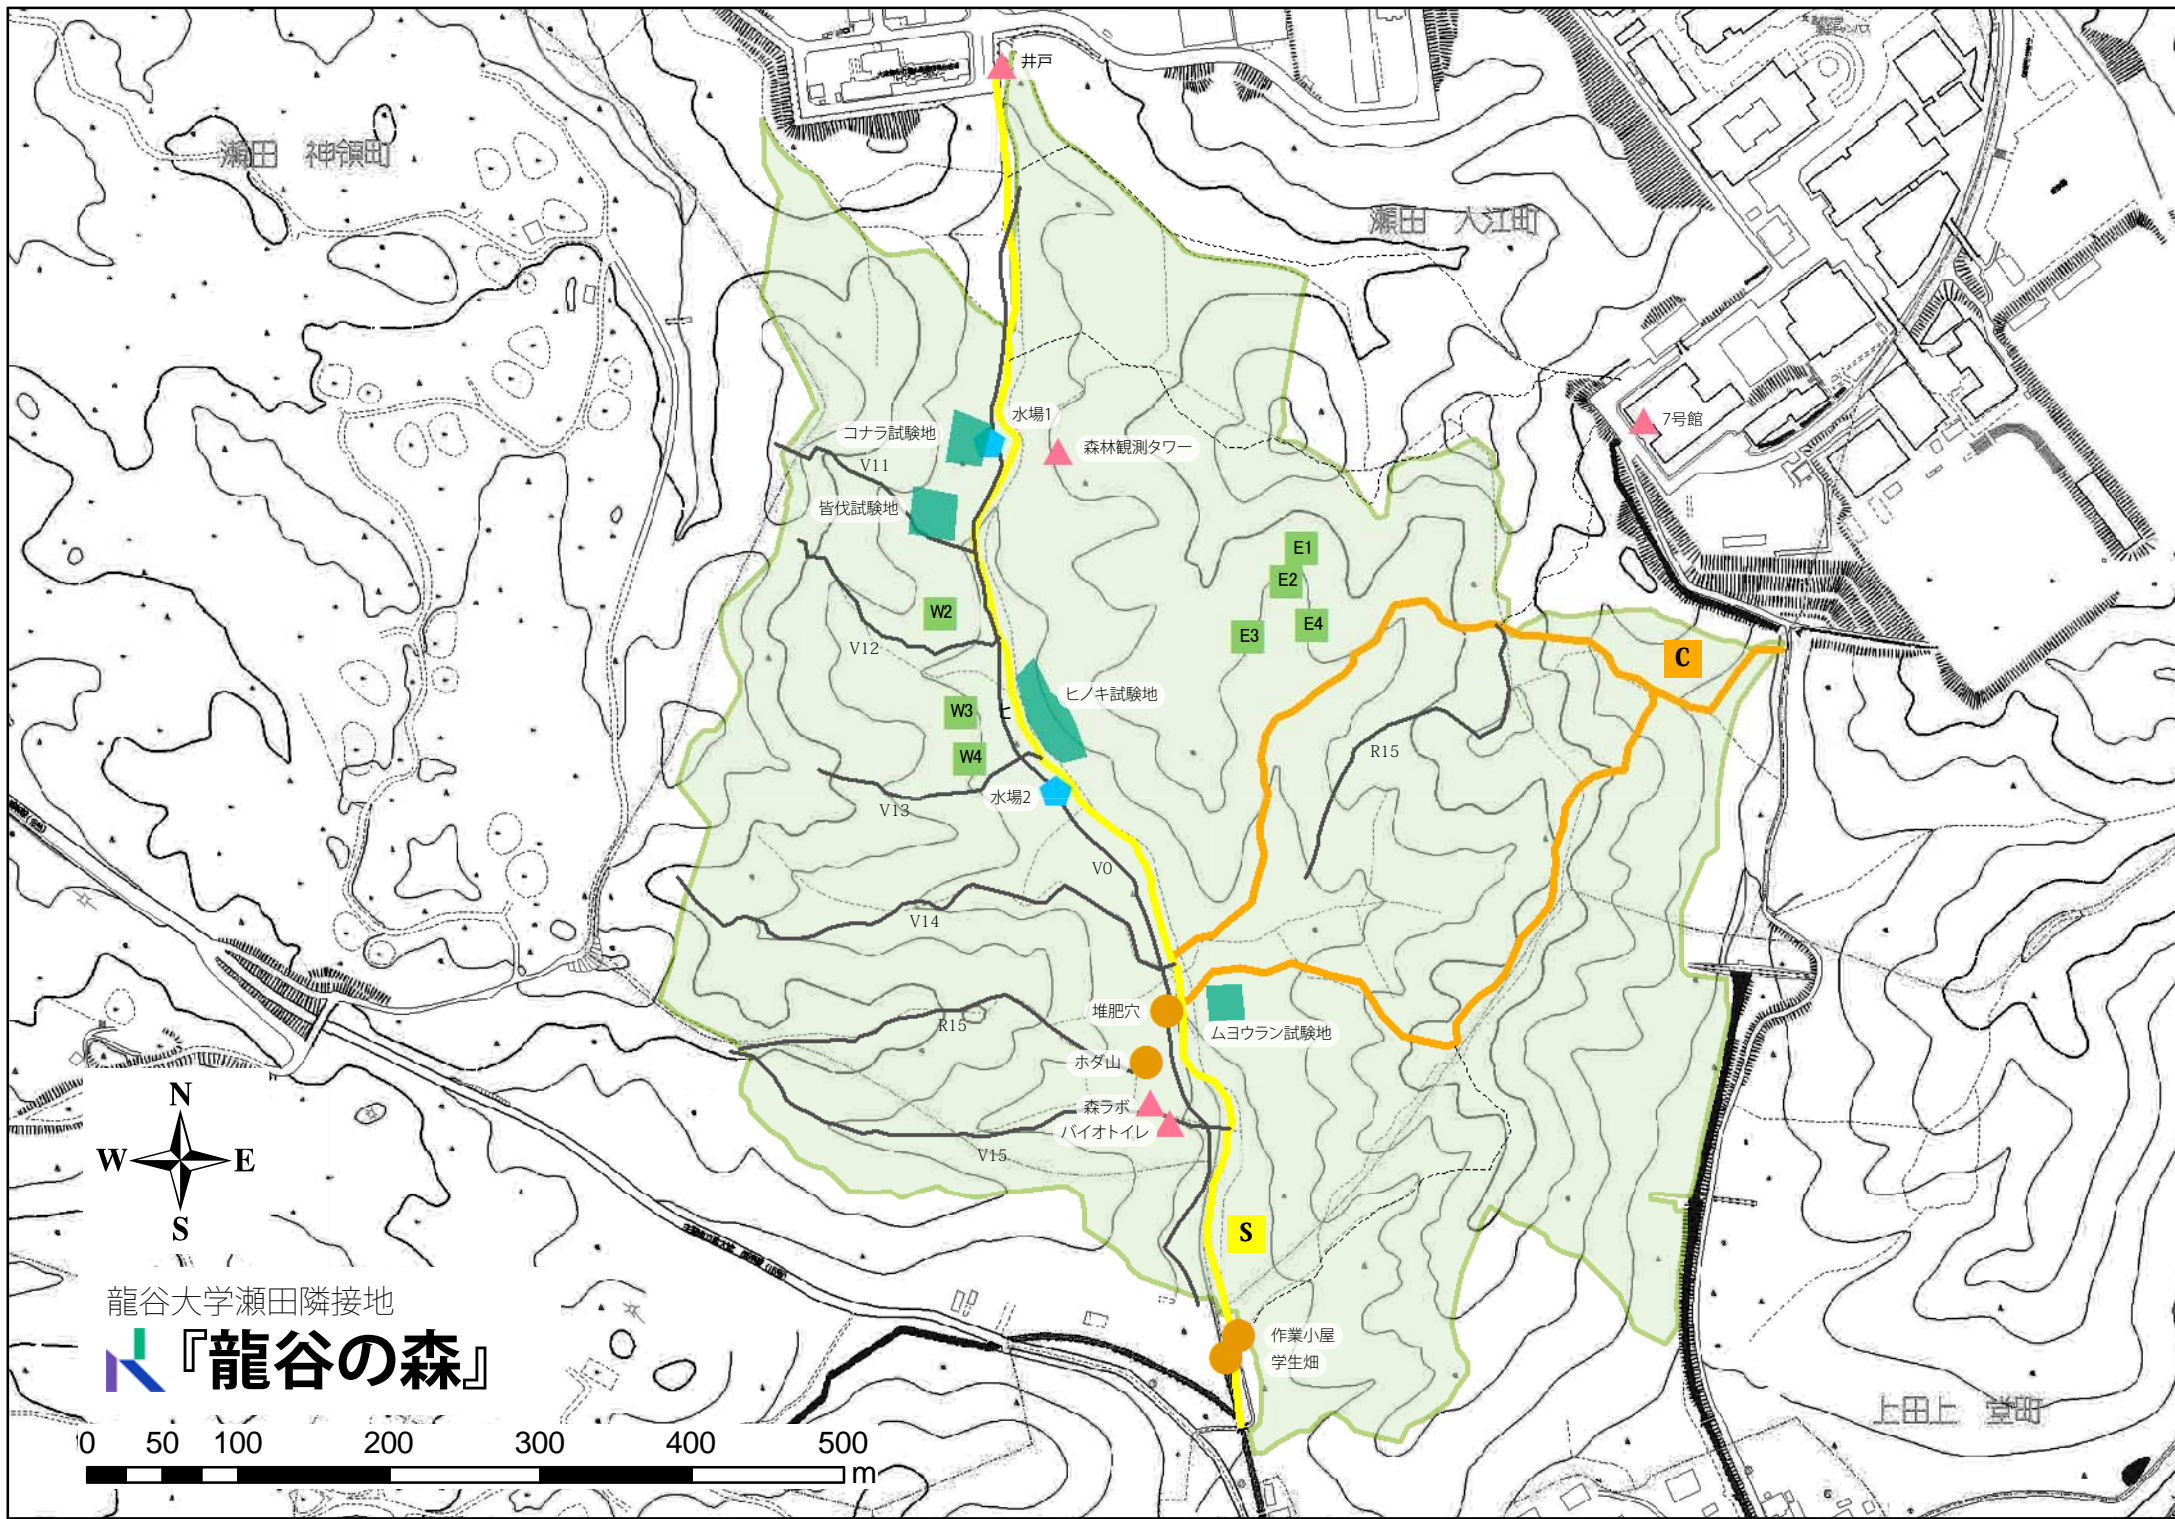 井戸
瀬田 神領町
瀬田 大江町
水場1
コナラ試験地
森林観測タワー
7号館
V11
皆伐試験地
E1
E2
W2
E4
E3
V12
C
ヒノキ試験地
W3
ヒ
R15
W4
水場2
V13
V0
V14
堆肥穴
R15
ムヨウラン試験地
ホダ山
森ラボ
バイオトイレ
V15
N
W E
S
S
龍谷大学瀬田隣接地
『龍谷の森』
作業小屋
学生畑
上田上 堂町
0 50 100 200 300 400 500
m